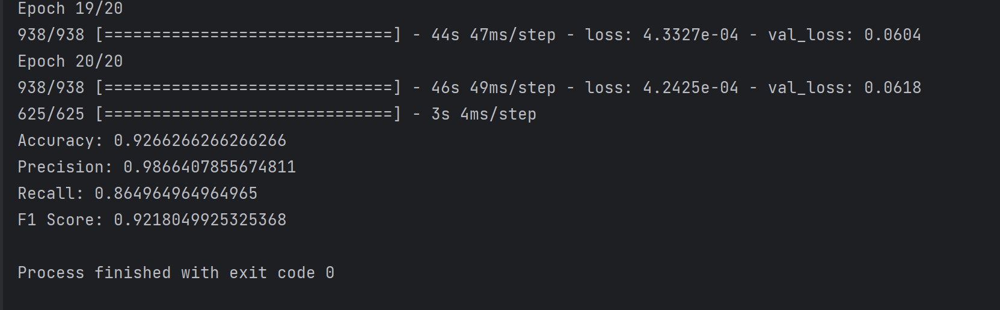 Epoch 19/20
938/938 [==============================] - 44s 47ms/step - loss: 4.3327e-04 - val_loss: 0.0604
Epoch 20/20
938/938 [==============================] - 46s 49ms/step - loss: 4.2425e-04 - val_loss: 0.0618
625/625 [==============================] - 3s 4ms/step
Accuracy: 0.9266266266266266
Precision: 0.9866407855674811
Recall: 0.864964964964965
F1 Score: 0.9218049925325368
Process finished with exit code 0